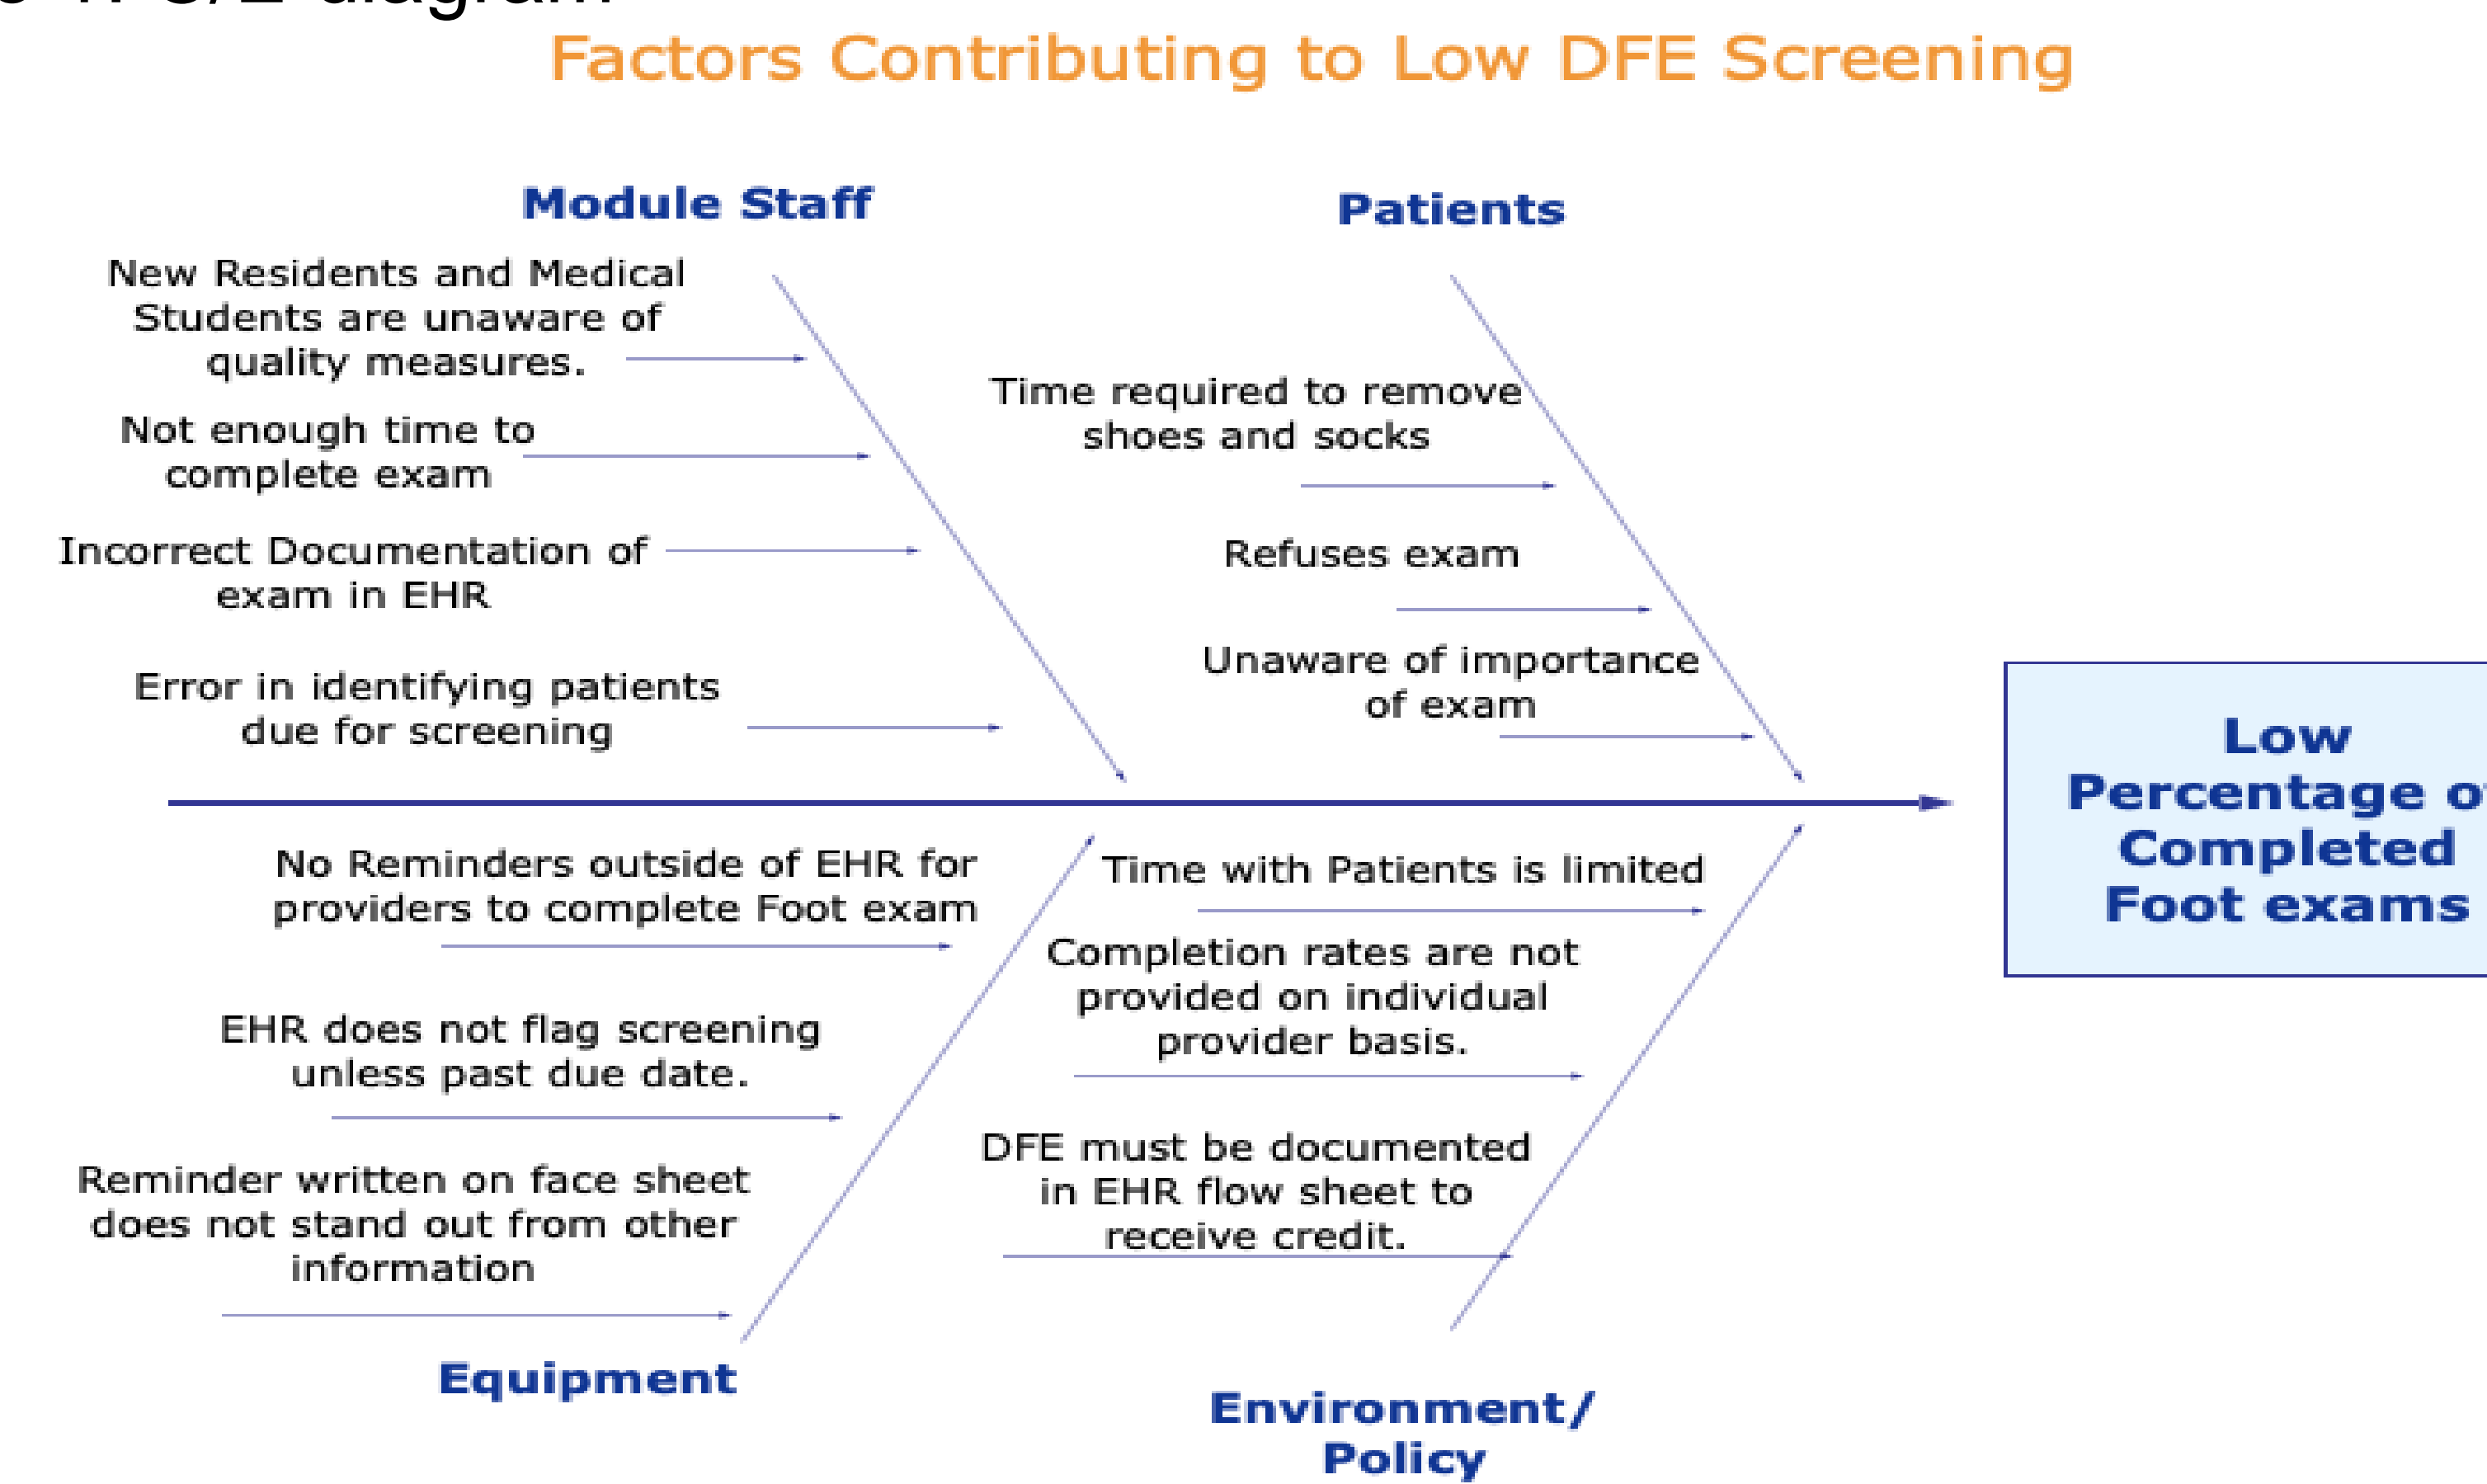 diagram
Factors Contributing to Low DFE Screening
Module Staff
New Residents and Medical
Students are unaware of
quality measures.
Not enough time to
complete exam
Incorrect Documentation of
exam in EHR
Error in identifying patients
due for screening
Patients
Time required to remove
shoes and socks
Refuses exam
Unaware of importance
of exam
Low
Percentage of
Completed
Foot exams
No Reminders outside of EHR for
providers to complete Foot exam
EHR does not flag screening
unless past due date.
Reminder written on face sheet
does not stand out from other
information
Equipment
Time with Patients is limited
Completion rates are not
provided on individual
provider basis.
DFE must be documented
in EHR flow sheet to
receive credit.
Environment/
Policy